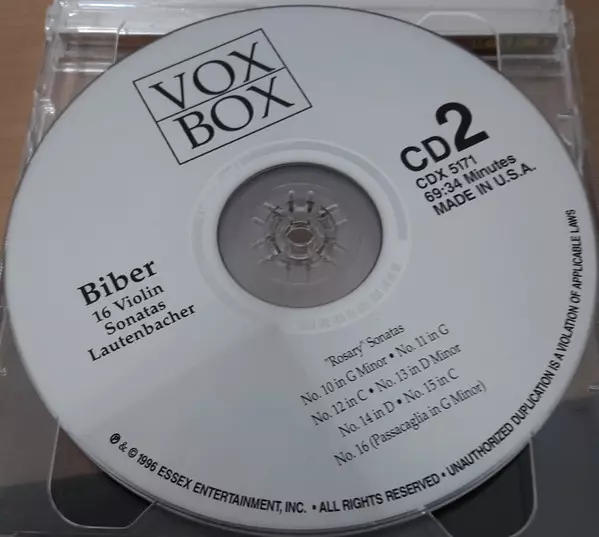 VOX
BOX
CD2
CDX 5171
69:34 Minutes
MADE IN U.S.A.
Biber
16 Violin
Sonatas
Lautenbacher
"Rosary" Sonatas
No. 10 in G Minor • No. 11 in G
No. 12 in C • No. 13 in D Minor
No. 14 in D • No. 15 in C
No. 16 (Passacaglia in G Minor)
℗ & © 1996 ESSEX ENTERTAINMENT, INC. • ALL RIGHTS RESERVED • UNAUTHORIZED DUPLICATION IS A VIOLATION OF APPLICABLE LAWS